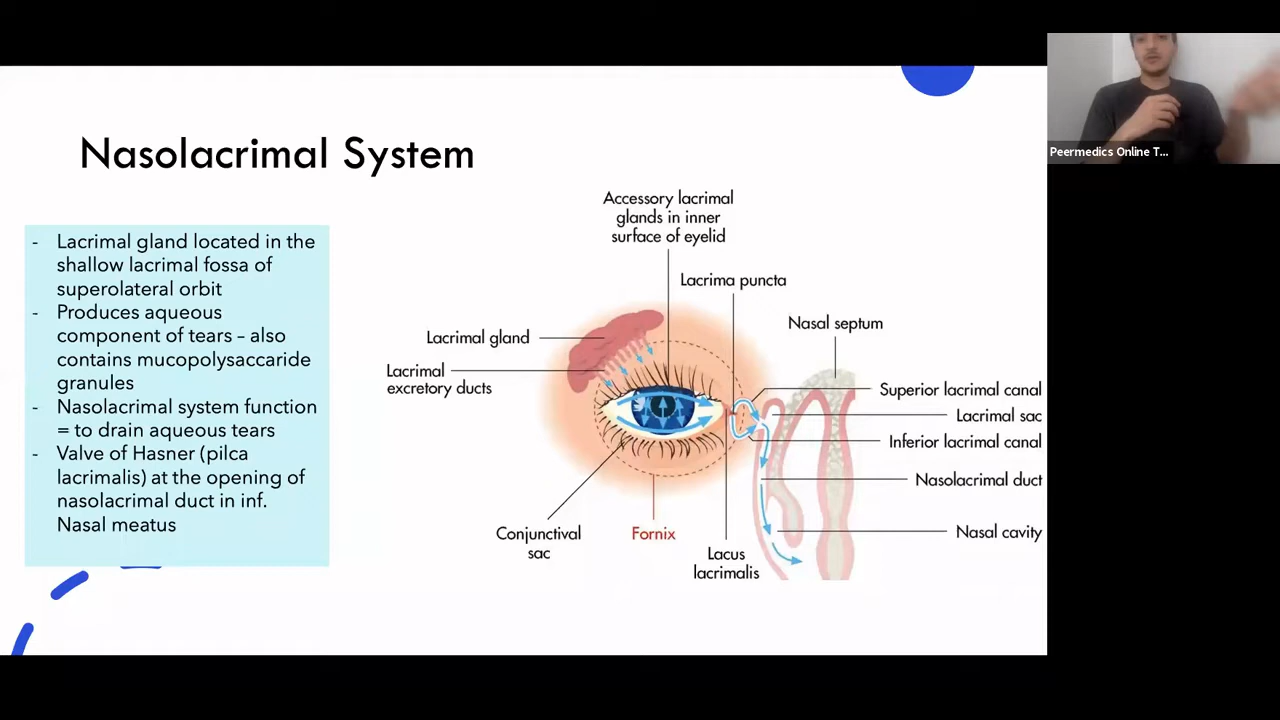 Nasolacrimal System
- Lacrimal gland located in the
shallow lacrimal fossa of
superolateral orbit
- Produces aqueous
component of tears – also
contains mucopolysaccaride
granules
- Nasolacrimal system function
= to drain aqueous tears
- Valve of Hasner (pilca
lacrimalis) at the opening of
nasolacrimal duct in inf.
Nasal meatus
Accessory lacrimal
glands in inner
surface of eyelid
Lacrima puncta
Nasal septum
Lacrimal gland
Lacrimal
excretory ducts
Superior lacrimal canal
Lacrimal sac
Inferior lacrimal canal
Nasolacrimal duct
Nasal cavity
Conjunctival
sac
Fornix
Lacus
lacrimalis
Peermedics Online T...